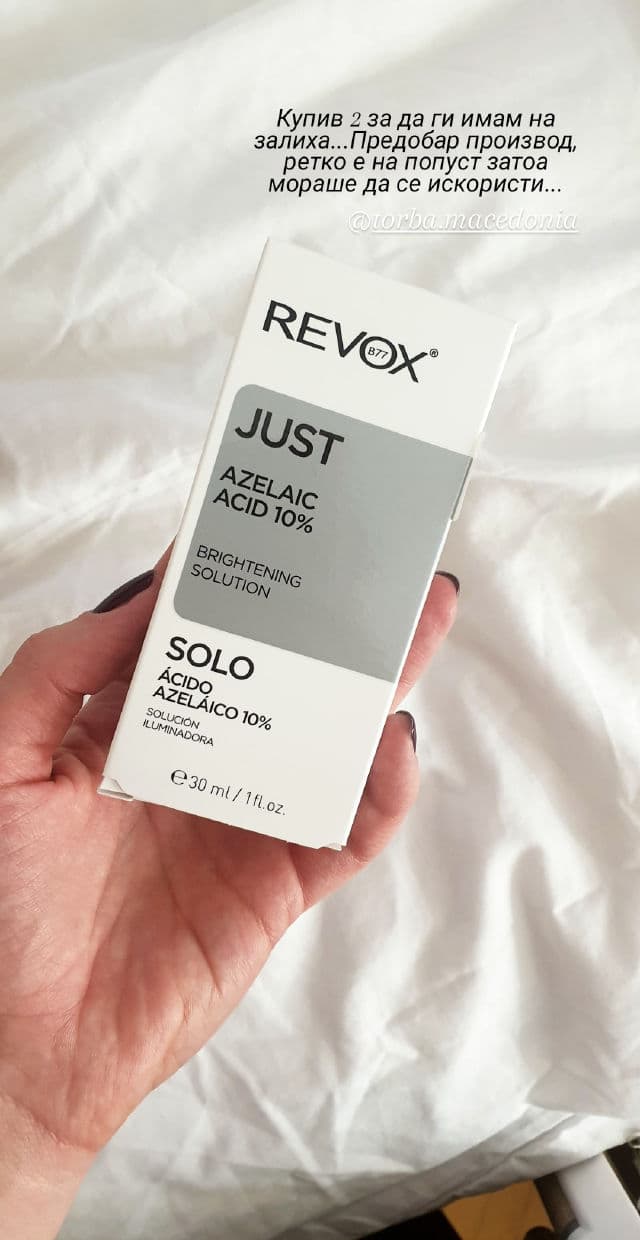 Купив 2 за да ги имам на
залиха...Предобар производ,
ретко е на попуст затоа
мораше да се искористи...
@torba.macedonia
REVOX®
B77
JUST
AZELAIC
ACID 10%
BRIGHTENING
SOLUTION
SOLO
ÁCIDO
AZELÁICO 10%
SOLUCIÓN
ILUMINADORA
℮30 ml / 1 fl.oz.